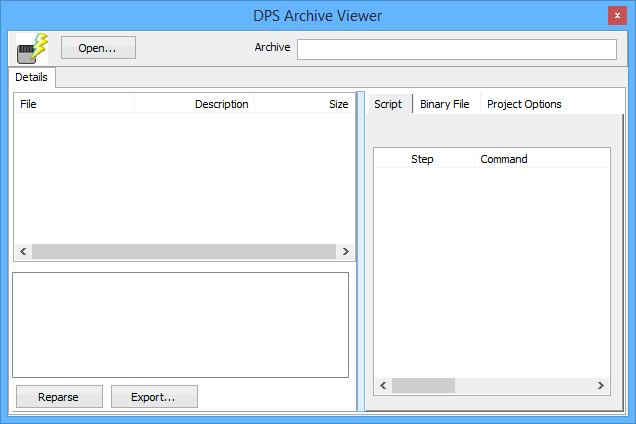 DPS Archive Viewer
Open...
Archive
Details
File Description Size
Script Binary File Project Options
Step Command
Reparse
Export...